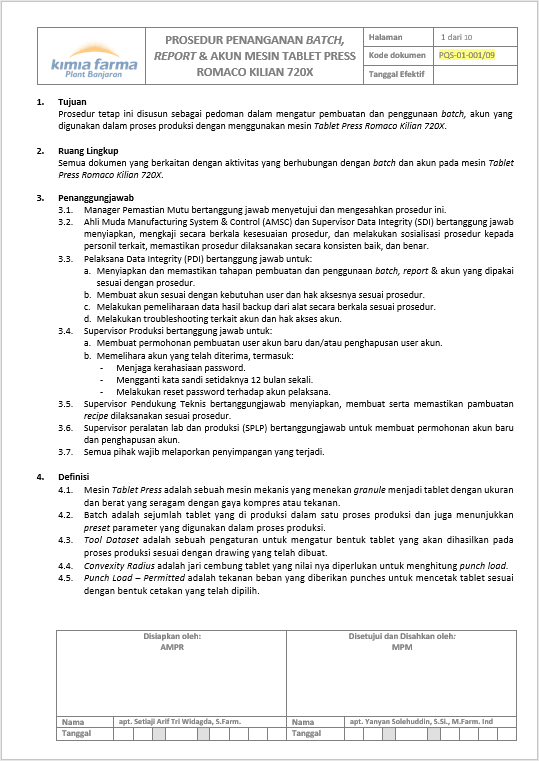 kimia farma
Plant Banjaran
PROSEDUR PENANGANAN BATCH,
REPORT & AKUN MESIN TABLET PRESS
ROMACO KILIAN 720X
Halaman 1 dari 10
Kode dokumen PQS-01-001/09
Tanggal Efektif
1. Tujuan
Prosedur tetap ini disusun sebagai pedoman dalam mengatur pembuatan dan penggunaan batch, akun yang
digunakan dalam proses produksi dengan menggunakan mesin Tablet Press Romaco Kilian 720X.
2. Ruang Lingkup
Semua dokumen yang berkaitan dengan aktivitas yang berhubungan dengan batch dan akun pada mesin Tablet
Press Romaco Kilian 720X.
3. Penanggungjawab
3.1. Manager Pemastian Mutu bertanggung jawab menyetujui dan mengesahkan prosedur ini.
3.2. Ahli Muda Manufacturing System & Control (AMSC) dan Supervisor Data Integrity (SDI) bertanggung jawab
menyiapkan, mengkaji secara berkala kesesuaian prosedur, dan melakukan sosialisasi prosedur kepada
personil terkait, memastikan prosedur dilaksanakan secara konsisten baik, dan benar.
3.3. Pelaksana Data Integrity (PDI) bertanggung jawab untuk:
a. Menyiapkan dan memastikan tahapan pembuatan dan penggunaan batch, report & akun yang dipakai
sesuai dengan prosedur.
b. Membuat akun sesuai dengan kebutuhan user dan hak aksesnya sesuai prosedur.
c. Melakukan pemeliharaan data hasil backup dari alat secara berkala sesuai prosedur.
d. Melakukan troubleshooting terkait akun dan hak akses akun.
3.4. Supervisor Produksi bertanggung jawab untuk:
a. Membuat permohonan pembuatan user akun baru dan/atau penghapusan user akun.
b. Memelihara akun yang telah diterima, termasuk:
- Menjaga kerahasiaan password.
- Mengganti kata sandi setidaknya 12 bulan sekali.
- Melakukan reset password terhadap akun pelaksana.
3.5. Supervisor Pendukung Teknis bertanggungjawab menyiapkan, membuat serta memastikan pambuatan
recipe dilaksanakan sesuai prosedur.
3.6. Supervisor peralatan lab dan produksi (SPLP) bertanggungjawab untuk membuat permohonan akun baru
dan penghapusan akun.
3.7. Semua pihak wajib melaporkan penyimpangan yang terjadi.
4. Definisi
4.1. Mesin Tablet Press adalah sebuah mesin mekanis yang menekan granule menjadi tablet dengan ukuran
dan berat yang seragam dengan gaya kompres atau tekanan.
4.2. Batch adalah sejumlah tablet yang di produksi dalam satu proses produksi dan juga menunjukkan
preset parameter yang digunakan dalam proses produksi.
4.3. Tool Dataset adalah sebuah pengaturan untuk mengatur bentuk tablet yang akan dihasilkan pada
proses produksi sesuai dengan drawing yang telah dibuat.
4.4. Convexity Radius adalah jari cembung tablet yang nilai nya diperlukan untuk menghitung punch load.
4.5. Punch Load – Permitted adalah tekanan beban yang diberikan punches untuk mencetak tablet sesuai
dengan bentuk cetakan yang telah dipilih.
Disiapkan oleh:
AMPR
Disetujui dan Disahkan oleh:
MPM
Nama apt. Setiaji Arif Tri Widagda, S.Farm.
Nama apt. Yanyan Solehuddin, S.Si., M.Farm. Ind
Tanggal
Tanggal